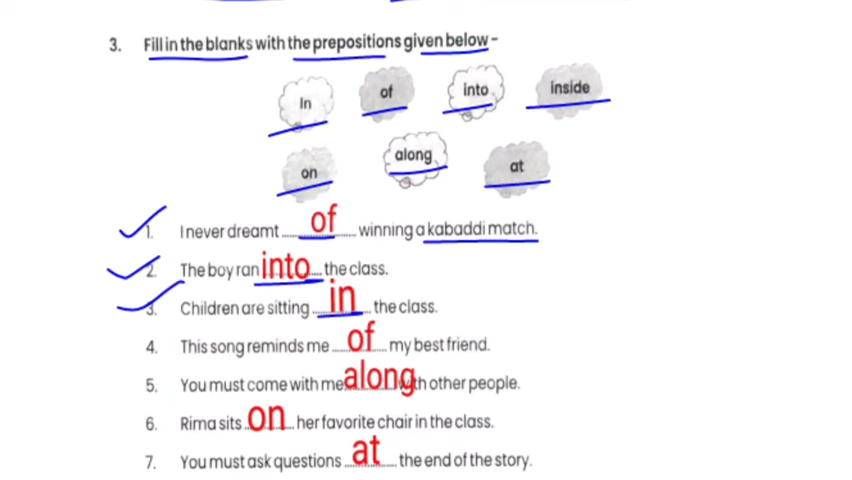 3. Fill in the blanks with the prepositions given below -
In of into inside
on along at
1. I never dreamt of winning a kabaddi match.
2. The boy ran into the class.
3. Children are sitting in the class.
4. This song reminds me of my best friend.
5. You must come with me along with other people.
6. Rima sits on her favorite chair in the class.
7. You must ask questions at the end of the story.